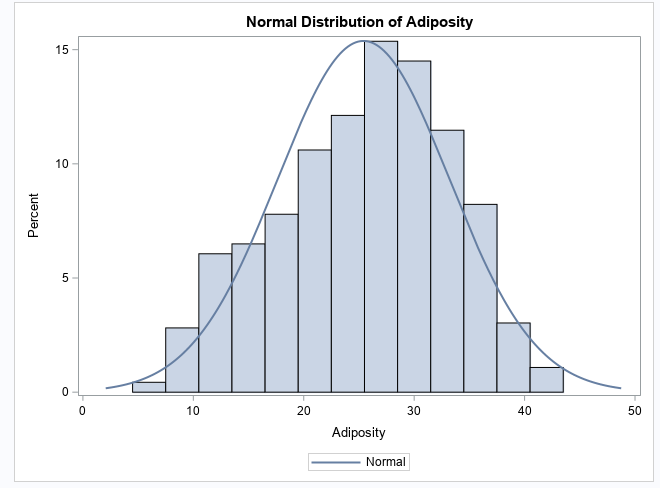 Normal Distribution of Adiposity
15
10
5
0
Percent
0 10 20 30 40 50
Adiposity
Normal